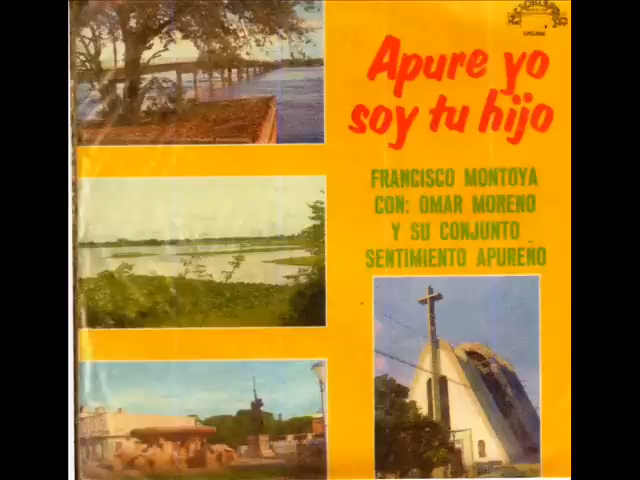 Apure yo
soy tu hijo
FRANCISCO MONTOYA
CON: OMAR MORENO
Y SU CONJUNTO
SENTIMIENTO APUREÑO